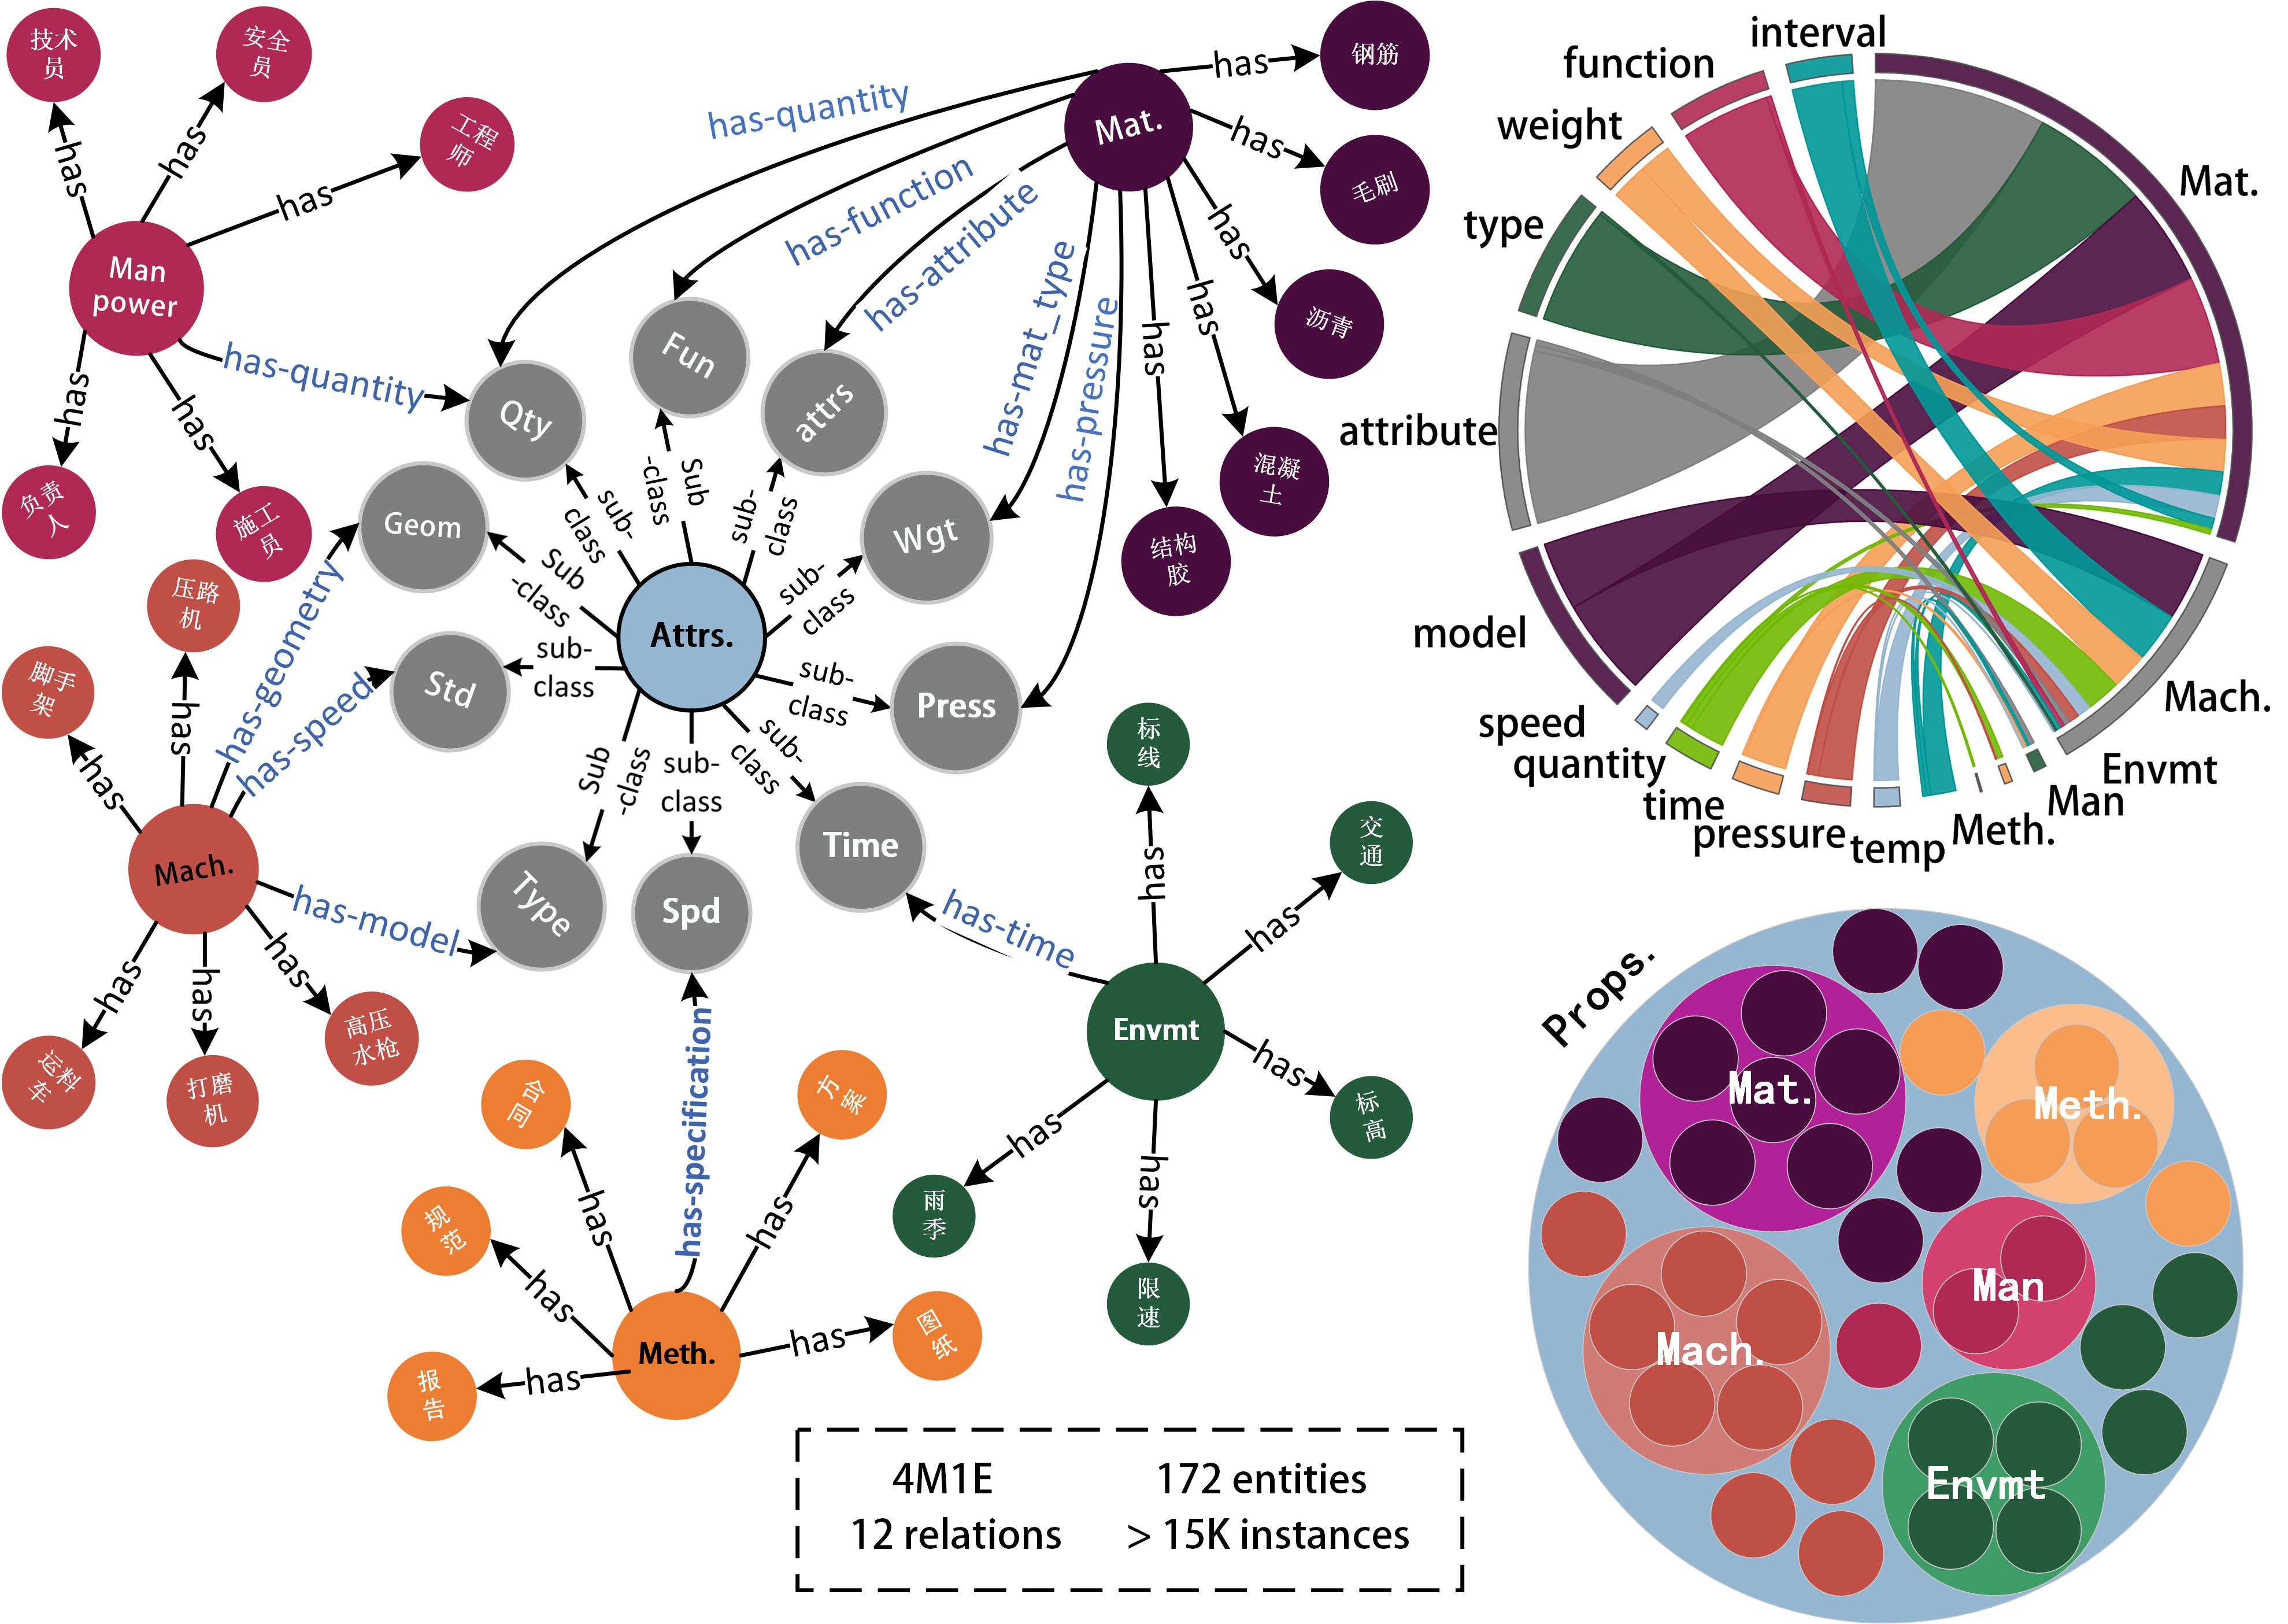 技术
员
安全
员
工程
师
has
has
has
Man
power
has
has
has-quantity
负责
人
施工
员
has-quantity
has-function
has-attribute
has-mat_type
has-pressure
Mat.
has
钢筋
has
毛刷
has
沥青
has
混凝
土
has
结构
胶
Qty
Fun
attrs
Geom
Wgt
Std
Press
Type
Spd
Time
Attrs.
sub-
class
Sub
-class
sub-
class
Sub
-class
sub-
class
sub-
class
sub-
class
Sub
-class
sub-
class
sub-
class
压路
机
脚手
架
has
has
has-geometry
has-speed
Mach.
has-model
has
has
has
运料
车
打磨
机
高压
水枪
标线
交通
has
has
has-time
Envmt
has
标高
has
雨季
has
限速
合同
方案
has-specification
has
has
规范
has
Meth.
has
图纸
has
报告
4M1E
172 entities
12 relations
> 15K instances
interval
function
weight
type
attribute
model
speed
quantity
time
pressure
temp
Meth.
Man
Envmt
Mach.
Mat.
Props.
Mat.
Meth.
Man
Mach.
Envmt